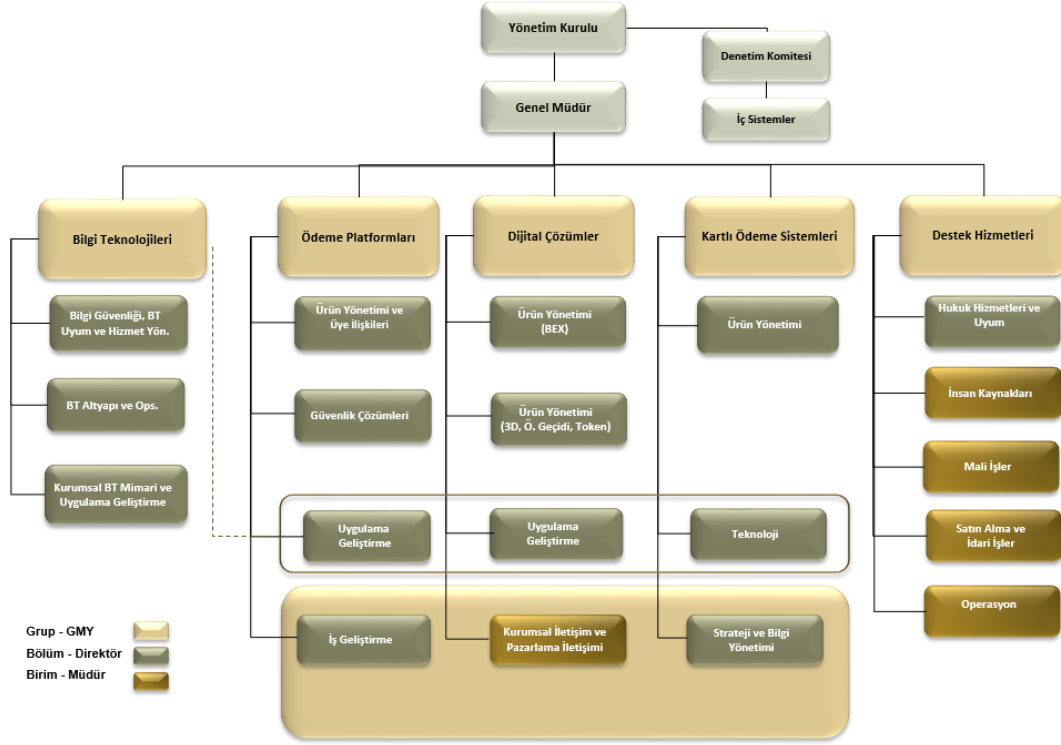 Yönetim Kurulu
Denetim Komitesi
Genel Müdür
İç Sistemler
Bilgi Teknolojileri
Ödeme Platformları
Dijital Çözümler
Kartlı Ödeme Sistemleri
Destek Hizmetleri
Bilgi Güvenliği, BT
Uyum ve Hizmet Yön.
Ürün Yönetimi ve
Üye İlişkileri
Ürün Yönetimi
(BEX)
Ürün Yönetimi
Hukuk Hizmetleri ve
Uyum
BT Altyapı ve Ops.
Güvenlik Çözümleri
Ürün Yönetimi
(3D, Ö. Geçidi, Token)
İnsan Kaynakları
Mali İşler
Kurumsal BT Mimari ve
Uygulama Geliştirme
Uygulama
Geliştirme
Uygulama
Geliştirme
Teknoloji
Satın Alma ve
İdari İşler
Operasyon
İş Geliştirme
Kurumsal İletişim ve
Pazarlama İletişimi
Strateji ve Bilgi
Yönetimi
Grup - GMY
Bölüm - Direktör
Birim - Müdür